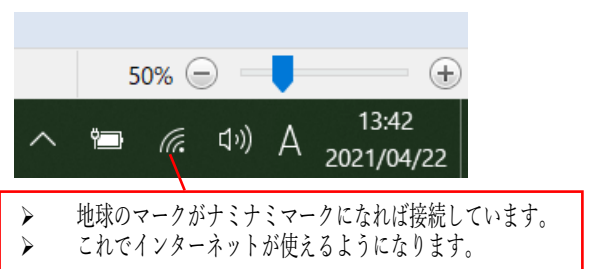 50%
A
13:42
2021/04/22
➢ 地球のマークがナミナミマークになれば接続しています。
➢ これでインターネットが使えるようになります。